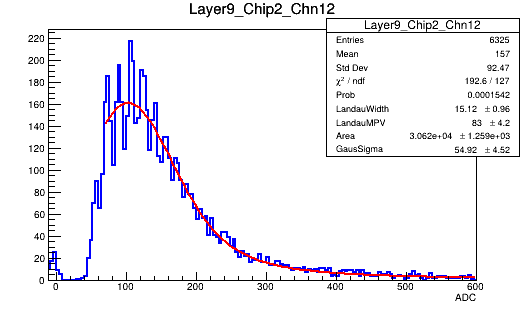 Layer9_Chip2_Chn12
Layer9_Chip2_Chn12
Entries 6325
Mean 157
Std Dev 92.47
χ² / ndf 192.6 / 127
Prob 0.0001542
LandauWidth 15.12 ± 0.96
LandauMPV 83 ± 4.2
Area 3.062e+04 ± 1.259e+03
GausSigma 54.92 ± 4.52
220
200
180
160
140
120
100
80
60
40
20
0
0 100 200 300 400 500 600
ADC